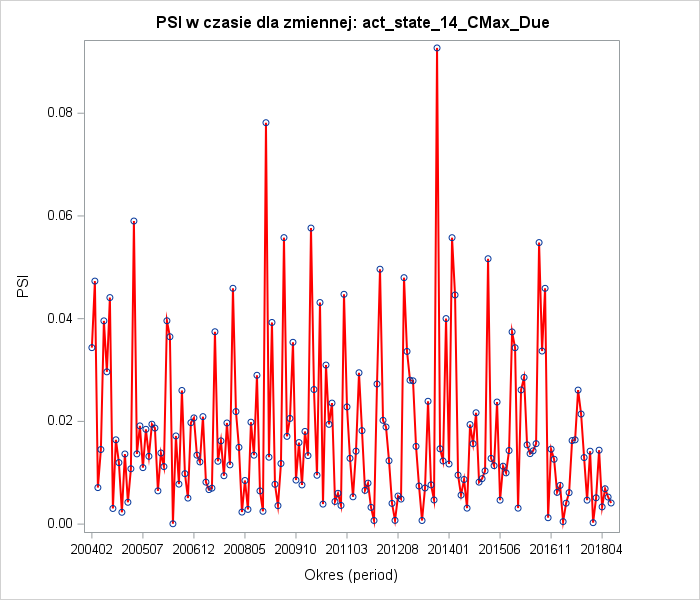 PSI w czasie dla zmiennej: act_state_14_CMax_Due
0.08
0.06
0.04
0.02
0.00
PSI
200402 200507 200612 200805 200910 201103 201208 201401 201506 201611 201804
Okres (period)